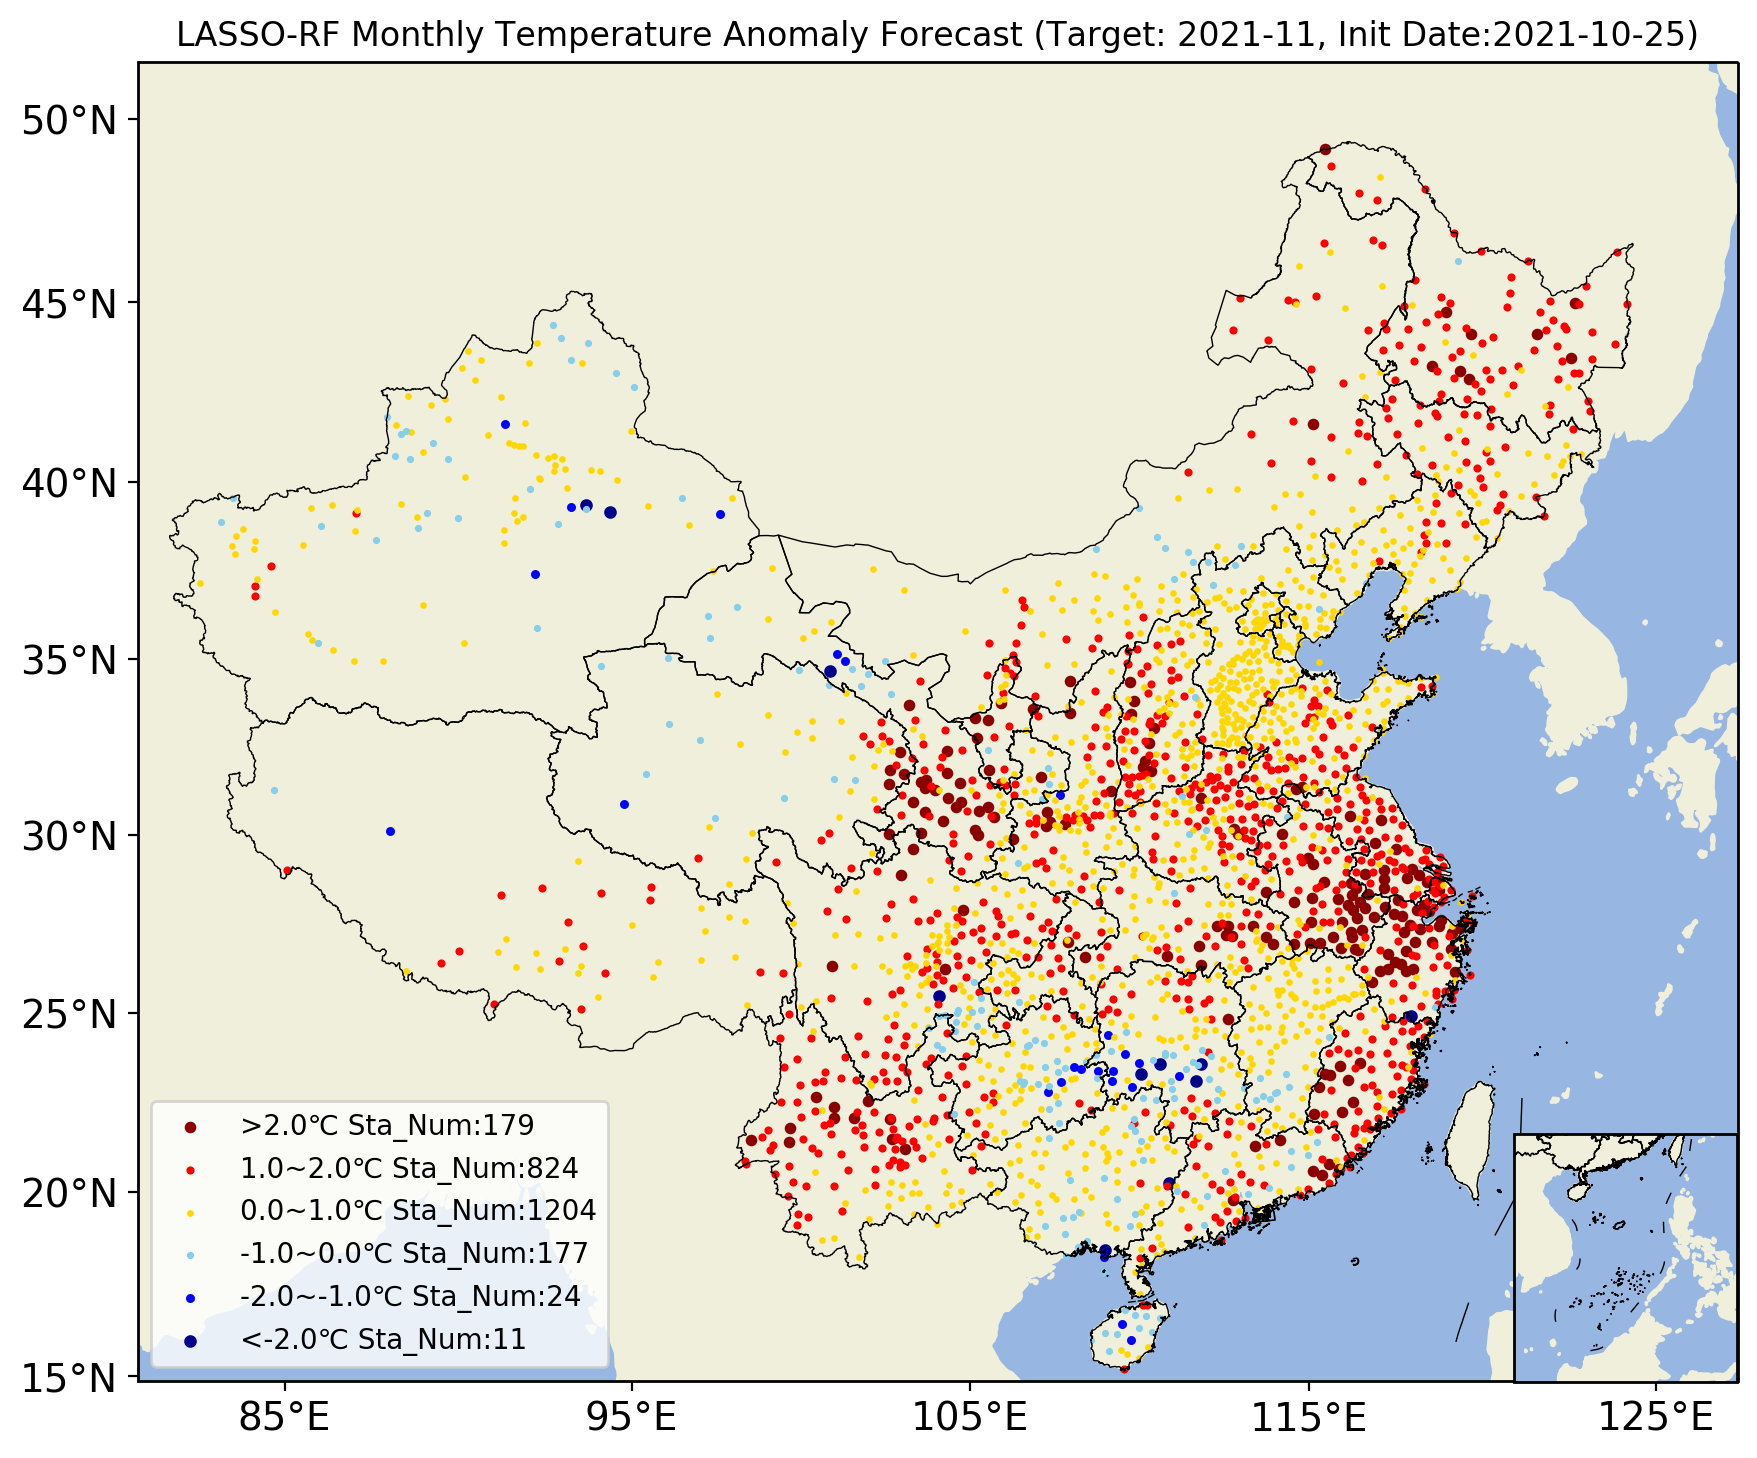 LASSO-RF Monthly Temperature Anomaly Forecast (Target: 2021-11, Init Date:2021-10-25)
50°N
45°N
40°N
35°N
30°N
25°N
20°N
15°N
>2.0℃ Sta_Num:179
1.0~2.0℃ Sta_Num:824
0.0~1.0℃ Sta_Num:1204
-1.0~0.0℃ Sta_Num:177
-2.0~-1.0℃ Sta_Num:24
<-2.0℃ Sta_Num:11
85°E
95°E
105°E
115°E
125°E